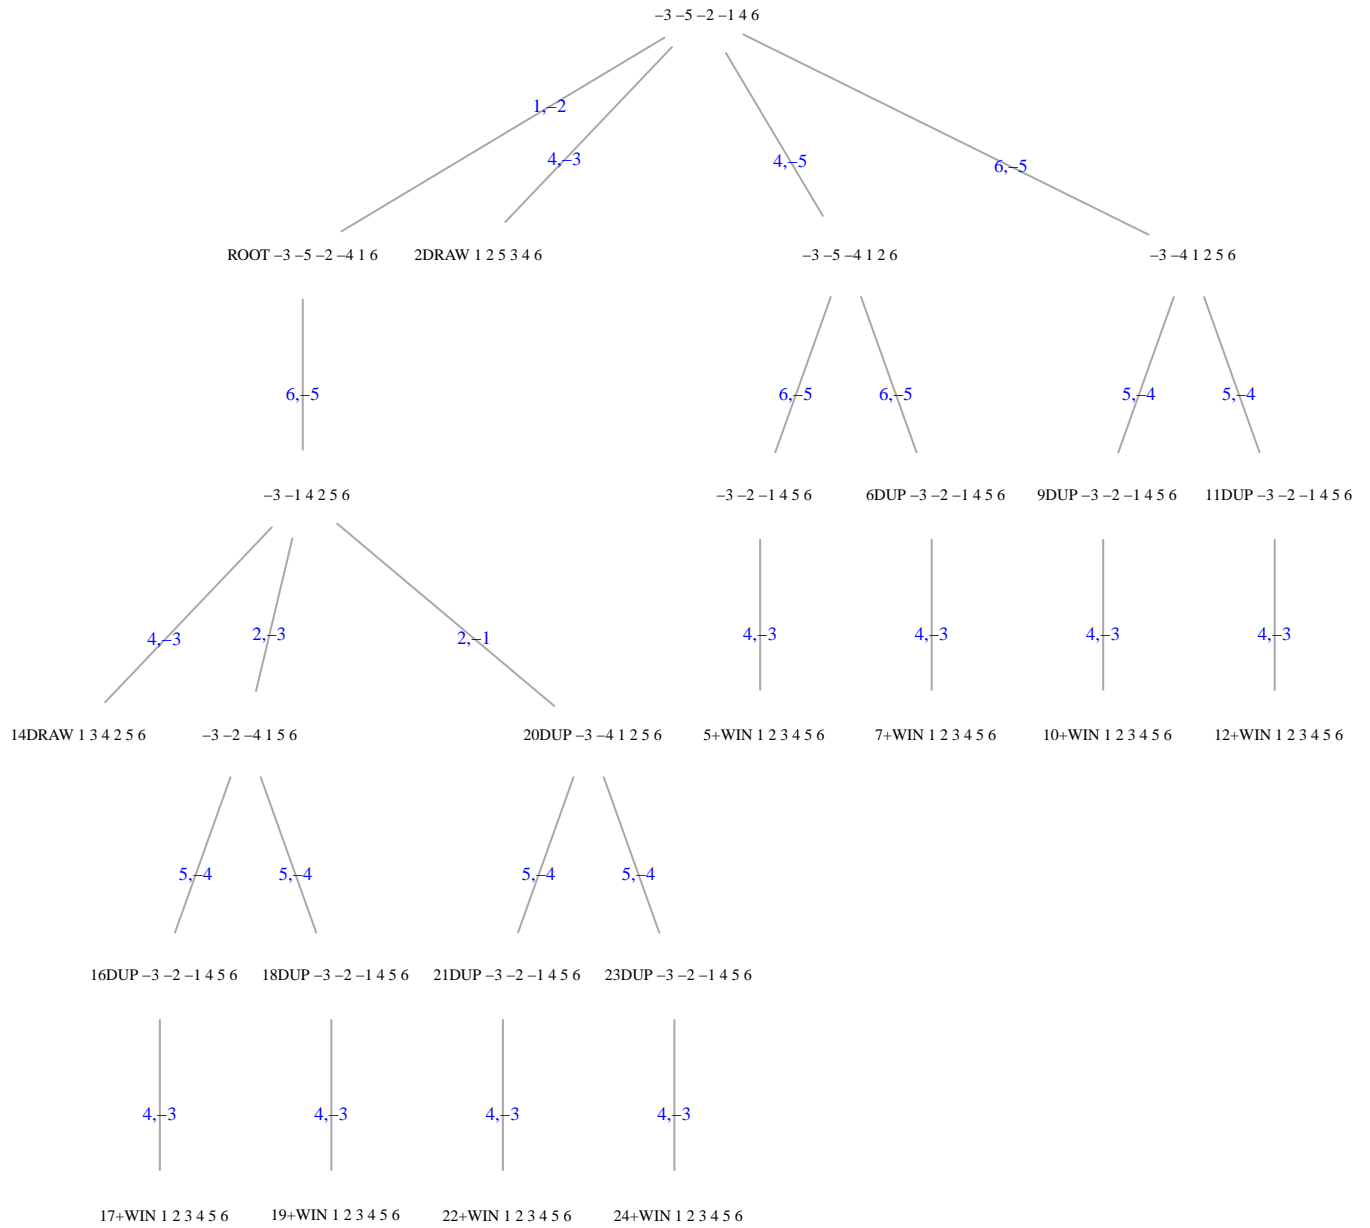 −3 −5 −2 −1 4 6
1,−2
4,−3
4,−5
6,−5
ROOT −3 −5 −2 −4 1 6
2DRAW 1 2 5 3 4 6
−3 −5 −4 1 2 6
−3 −4 1 2 5 6
6,−5
6,−5
6,−5
5,−4
5,−4
−3 −1 4 2 5 6
−3 −2 −1 4 5 6
6DUP −3 −2 −1 4 5 6
9DUP −3 −2 −1 4 5 6
11DUP −3 −2 −1 4 5 6
4,−3
2,−3
2,−1
4,−3
4,−3
4,−3
4,−3
14DRAW 1 3 4 2 5 6
−3 −2 −4 1 5 6
20DUP −3 −4 1 2 5 6
5+WIN 1 2 3 4 5 6
7+WIN 1 2 3 4 5 6
10+WIN 1 2 3 4 5 6
12+WIN 1 2 3 4 5 6
5,−4
5,−4
5,−4
5,−4
16DUP −3 −2 −1 4 5 6
18DUP −3 −2 −1 4 5 6
21DUP −3 −2 −1 4 5 6
23DUP −3 −2 −1 4 5 6
4,−3
4,−3
4,−3
4,−3
17+WIN 1 2 3 4 5 6
19+WIN 1 2 3 4 5 6
22+WIN 1 2 3 4 5 6
24+WIN 1 2 3 4 5 6